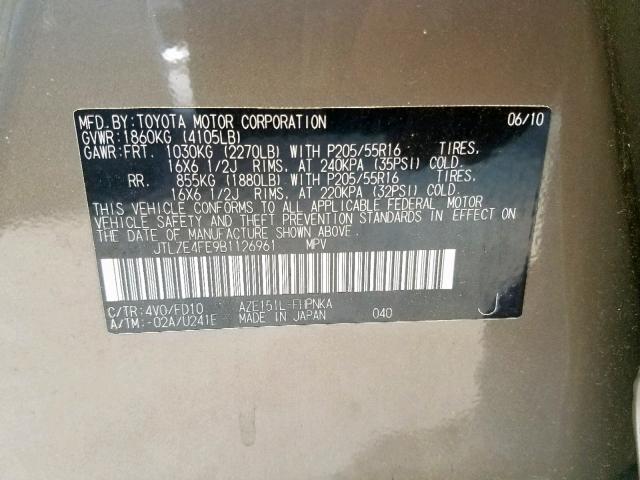 MFD. BY: TOYOTA MOTOR CORPORATION 06/10
GVWR: 1860KG (4105LB)
GAWR: FRT. 1030KG (2270LB) WITH P205/55R16 TIRES,
16X6 1/2J RIMS, AT 240KPA (35PSI) COLD.
RR. 855KG (1880LB) WITH P205/55R16 TIRES,
16X6 1/2J RIMS, AT 220KPA (32PSI) COLD.
THIS VEHICLE CONFORMS TO ALL APPLICABLE FEDERAL MOTOR
VEHICLE SAFETY AND THEFT PREVENTION STANDARDS IN EFFECT
ON THE DATE OF MANUFACTURE SHOWN ABOVE.
JTLZE4FE9B1126961 MPV
C/TR: 4V0/FD10 AZE151L-FHPNKA
A/TM: -02A/U241E MADE IN JAPAN 040 J